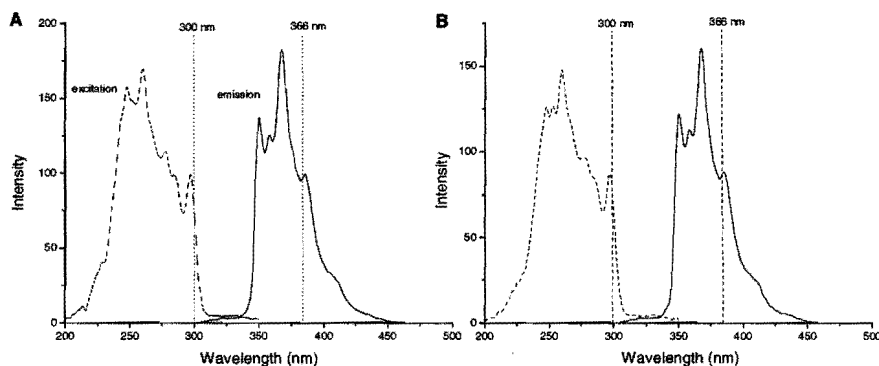 A
300 nm
366 nm
excitation
emission
Intensity
200
150
100
50
0
200 250 300 350 400 450 500
Wavelength (nm)
B
300 nm
366 nm
Intensity
150
100
50
0
200 250 300 350 400 450 500
Wavelength (nm)